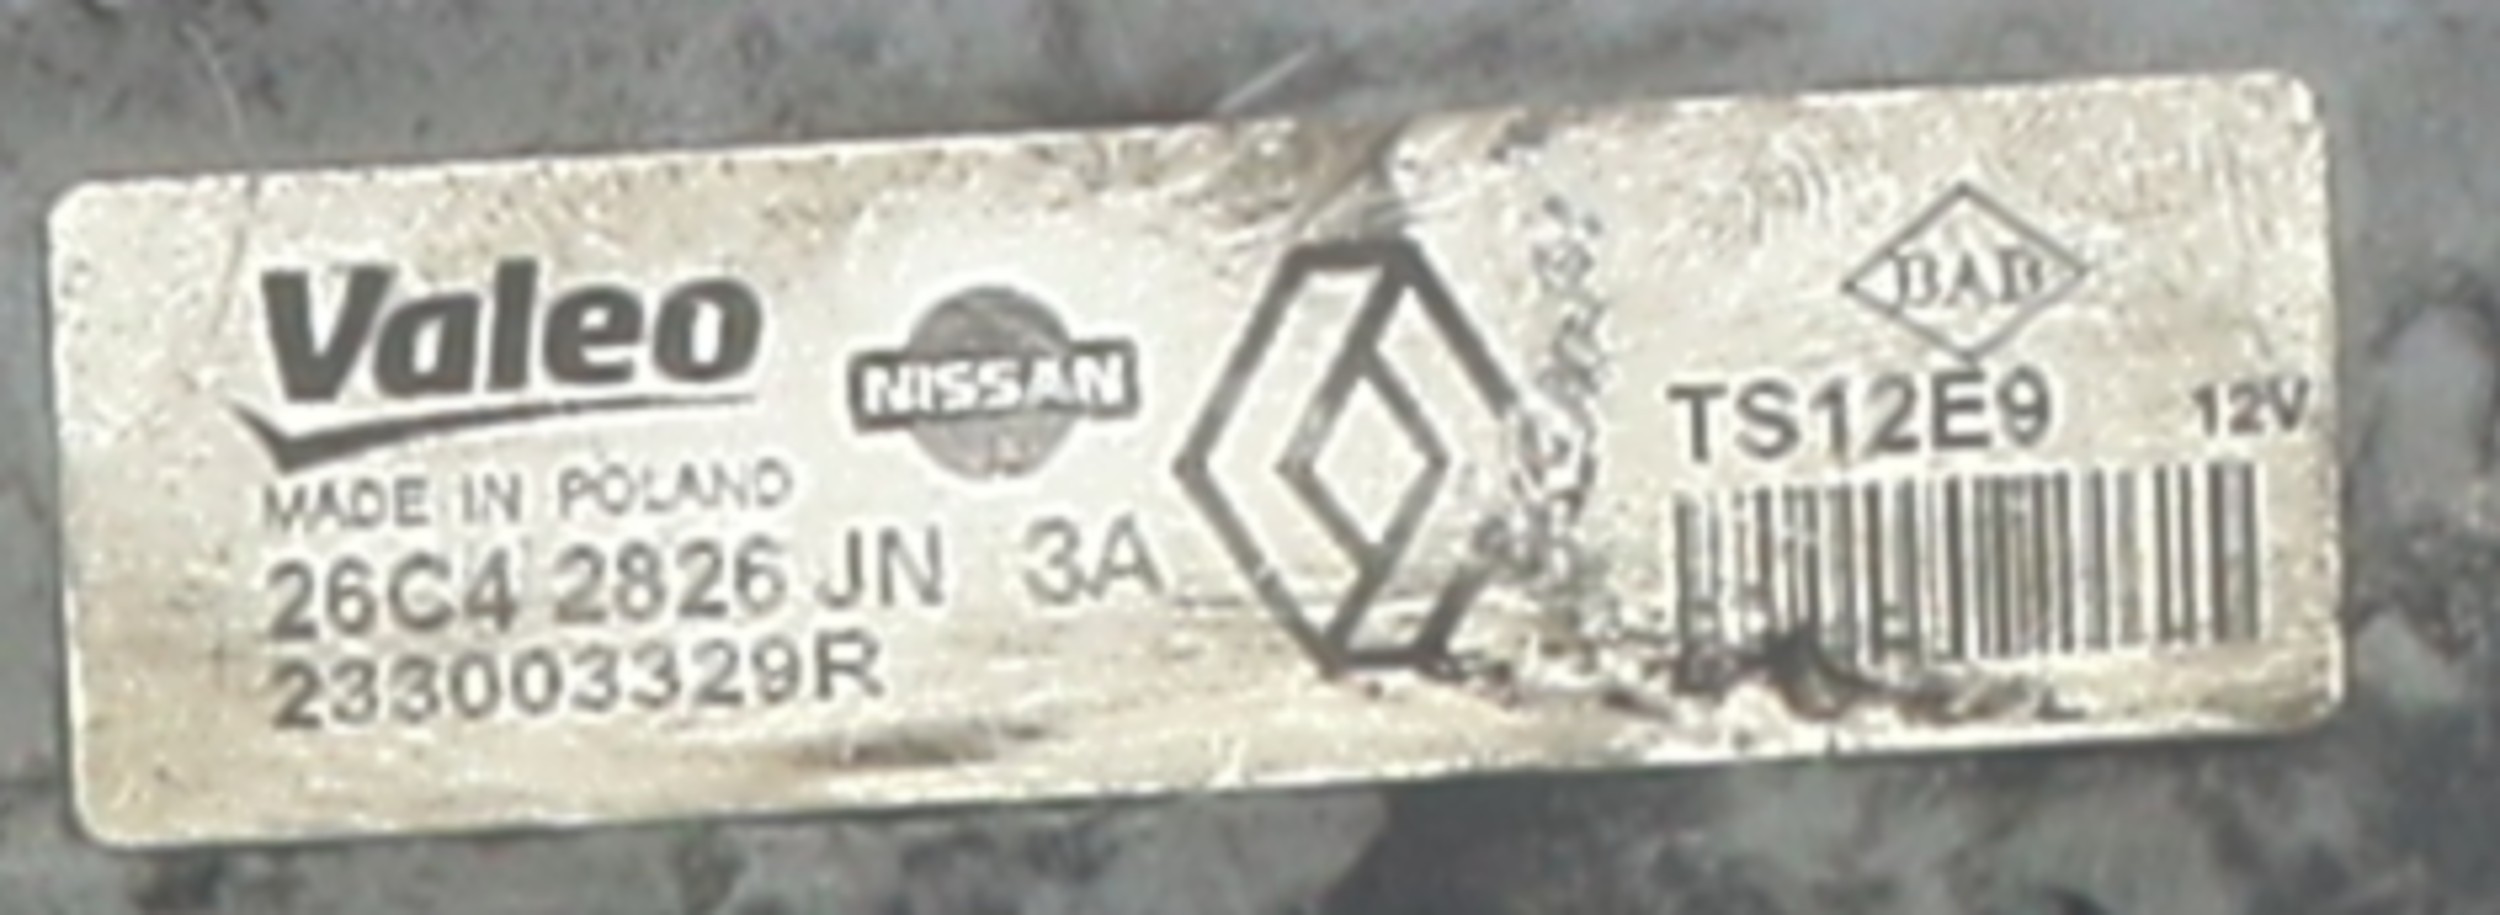 Valeo
NISSAN
MADE IN POLAND
26C4 2826 JN 3A
233003329R
BAB
TS12E9 12V